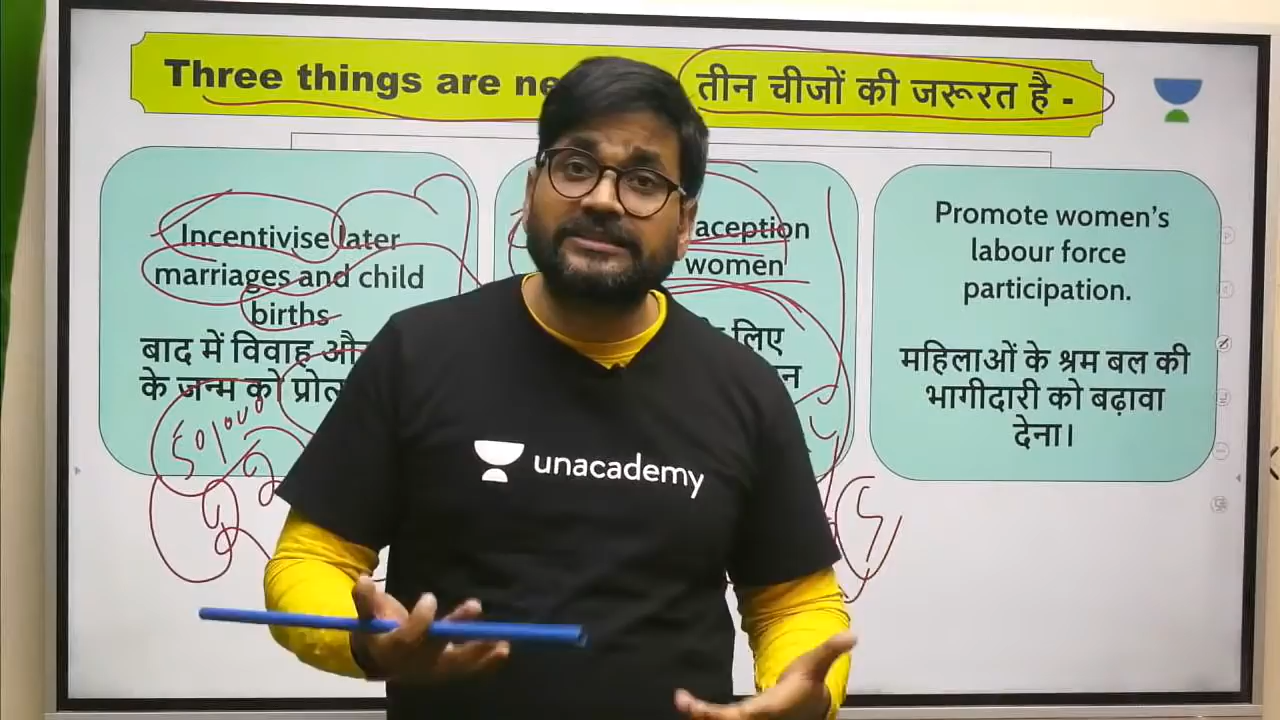 Three things are ne
तीन चीजों की जरूरत है -
Incentivise later
marriages and child
births
बाद में विवाह
के जन्म को
aception
women
लिए
Promote women's
labour force
participation.
महिलाओं के श्रम बल की
भागीदारी को बढ़ावा
देना।
unacademy